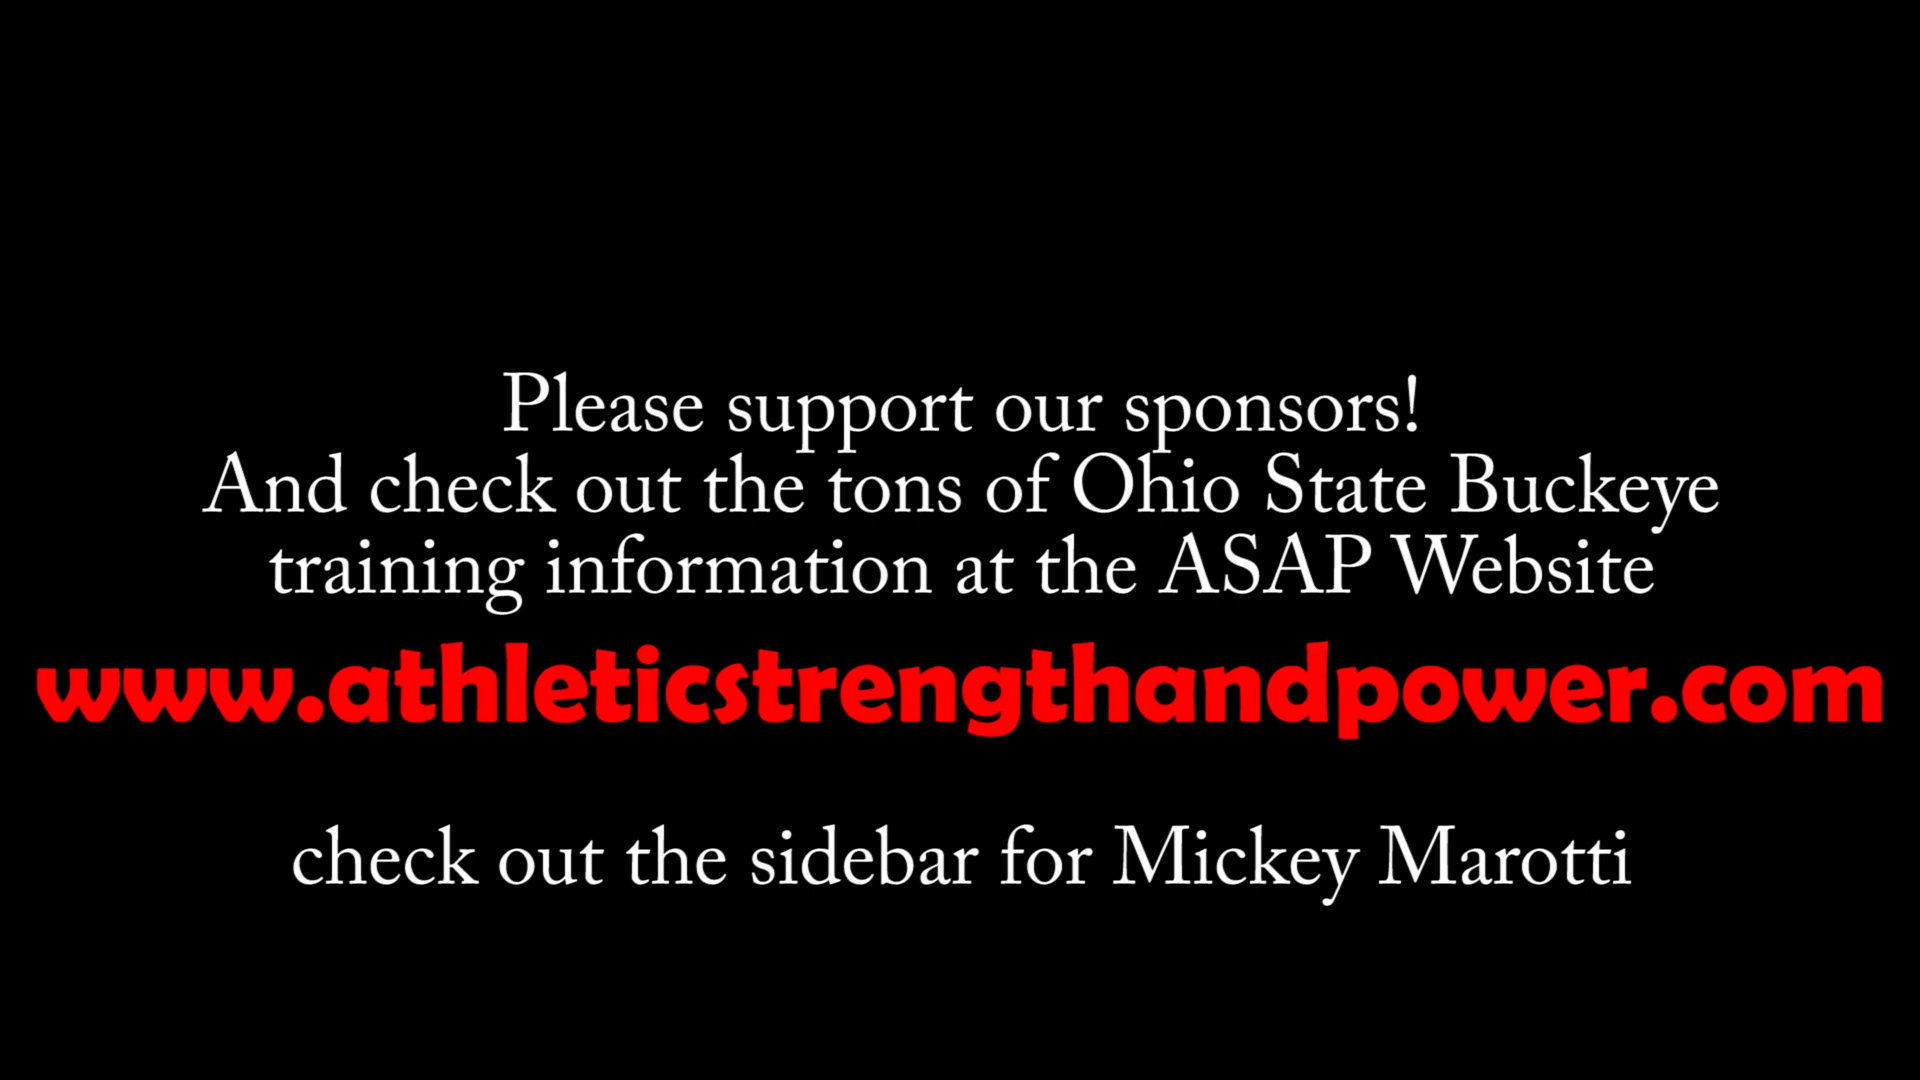 Please support our sponsors!
And check out the tons of Ohio State Buckeye
training information at the ASAP Website
www.athleticstrengthandpower.com
check out the sidebar for Mickey Marotti